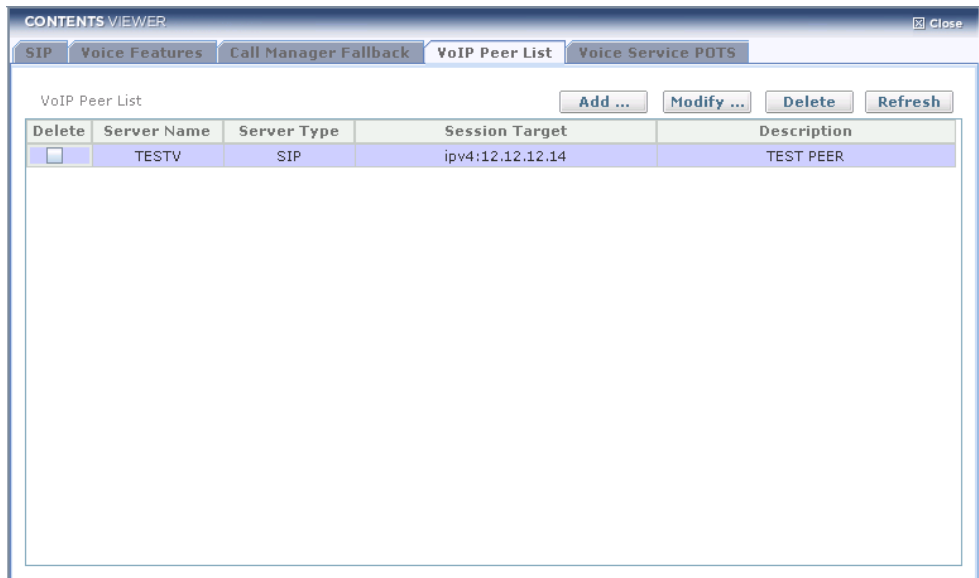 CONTENTS VIEWER
Close
SIP Voice Features Call Manager Fallback VoIP Peer List Voice Service POTS
VoIP Peer List
Add ... Modify ... Delete Refresh
Delete Server Name Server Type Session Target Description
TESTV SIP ipv4:12.12.12.14 TEST PEER